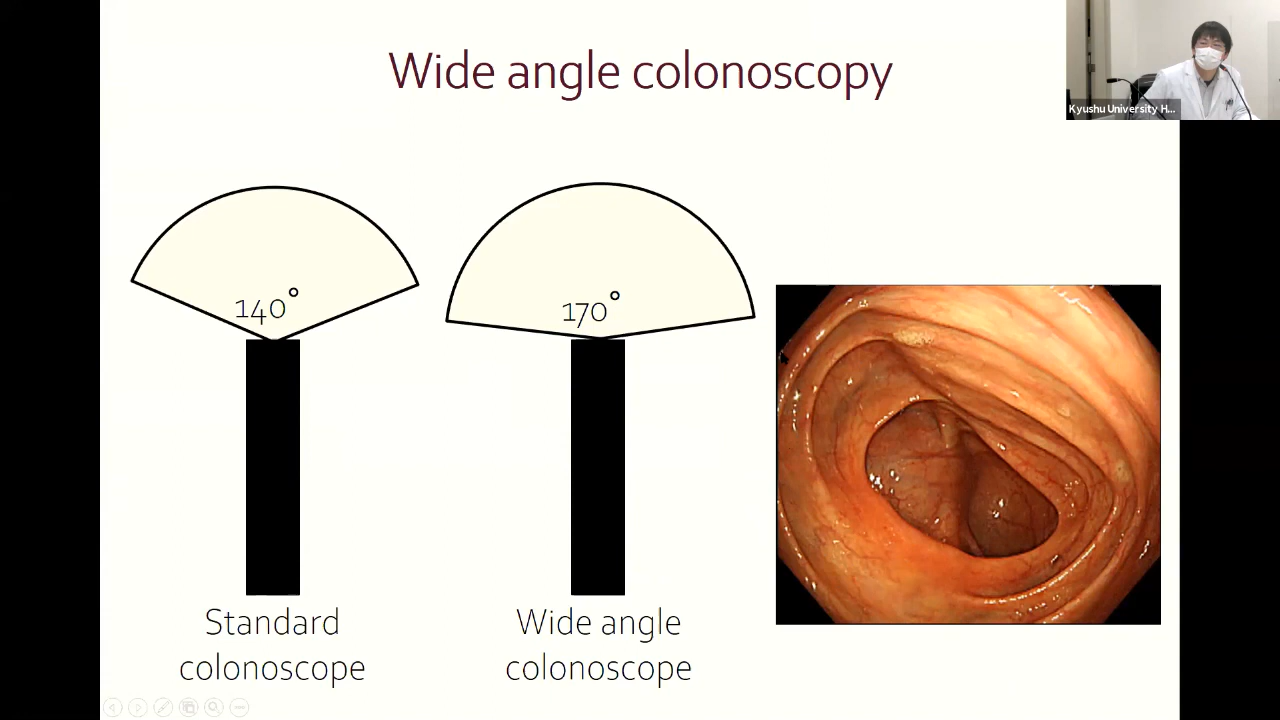 Wide angle colonoscopy
Kyushu University H...
140°
170°
Standard
colonoscope
Wide angle
colonoscope